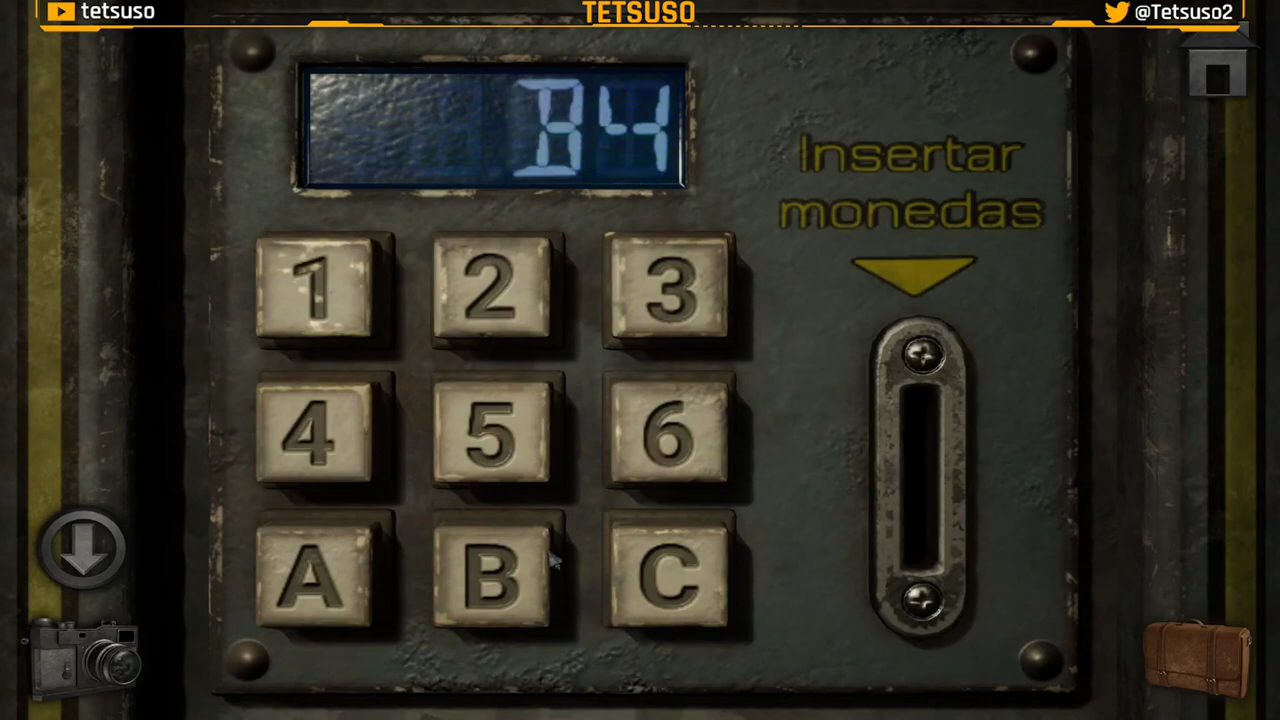 tetsuso
TETSUSO
@Tetsuso2
B4
Insertar
monedas
1 2 3
4 5 6
A B C